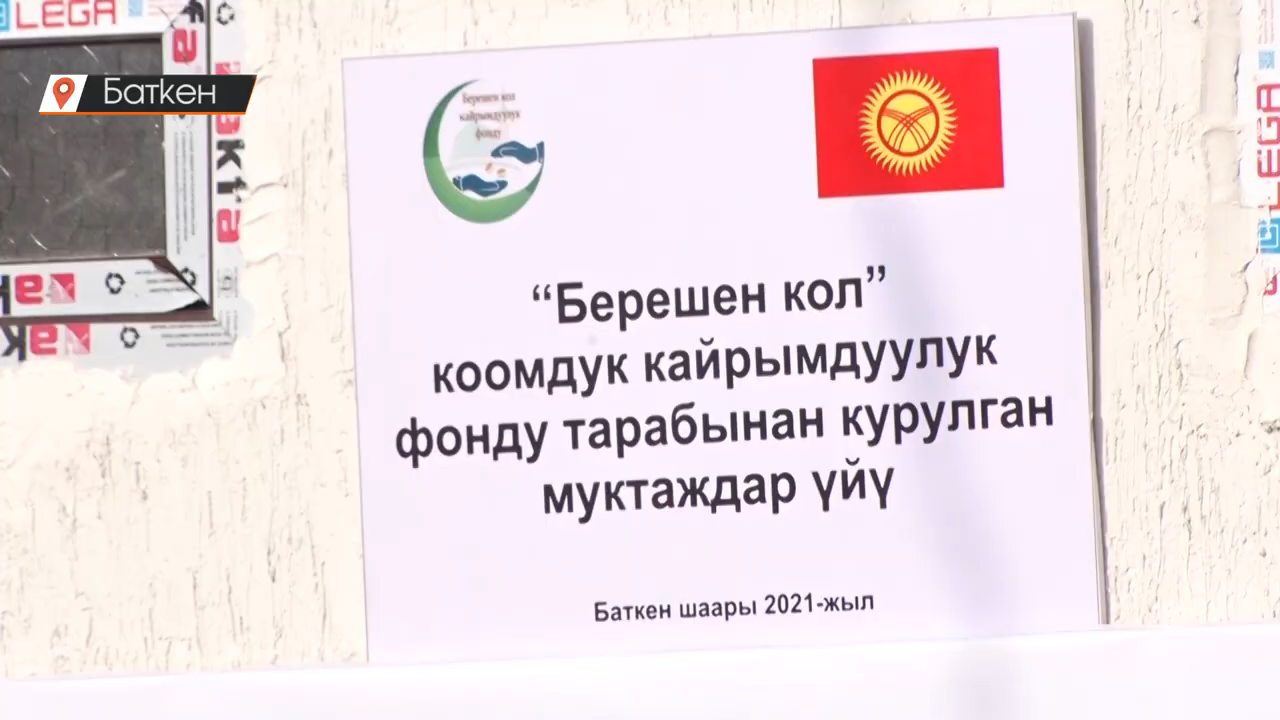 LEGA
Баткен
akta
Берешен кол
кайрымдуулук
фонду
“Берешен кол”
коомдук кайрымдуулук
фонду тарабынан курулган
муктаждар үйү
Баткен шаары 2021-жыл
LEGA